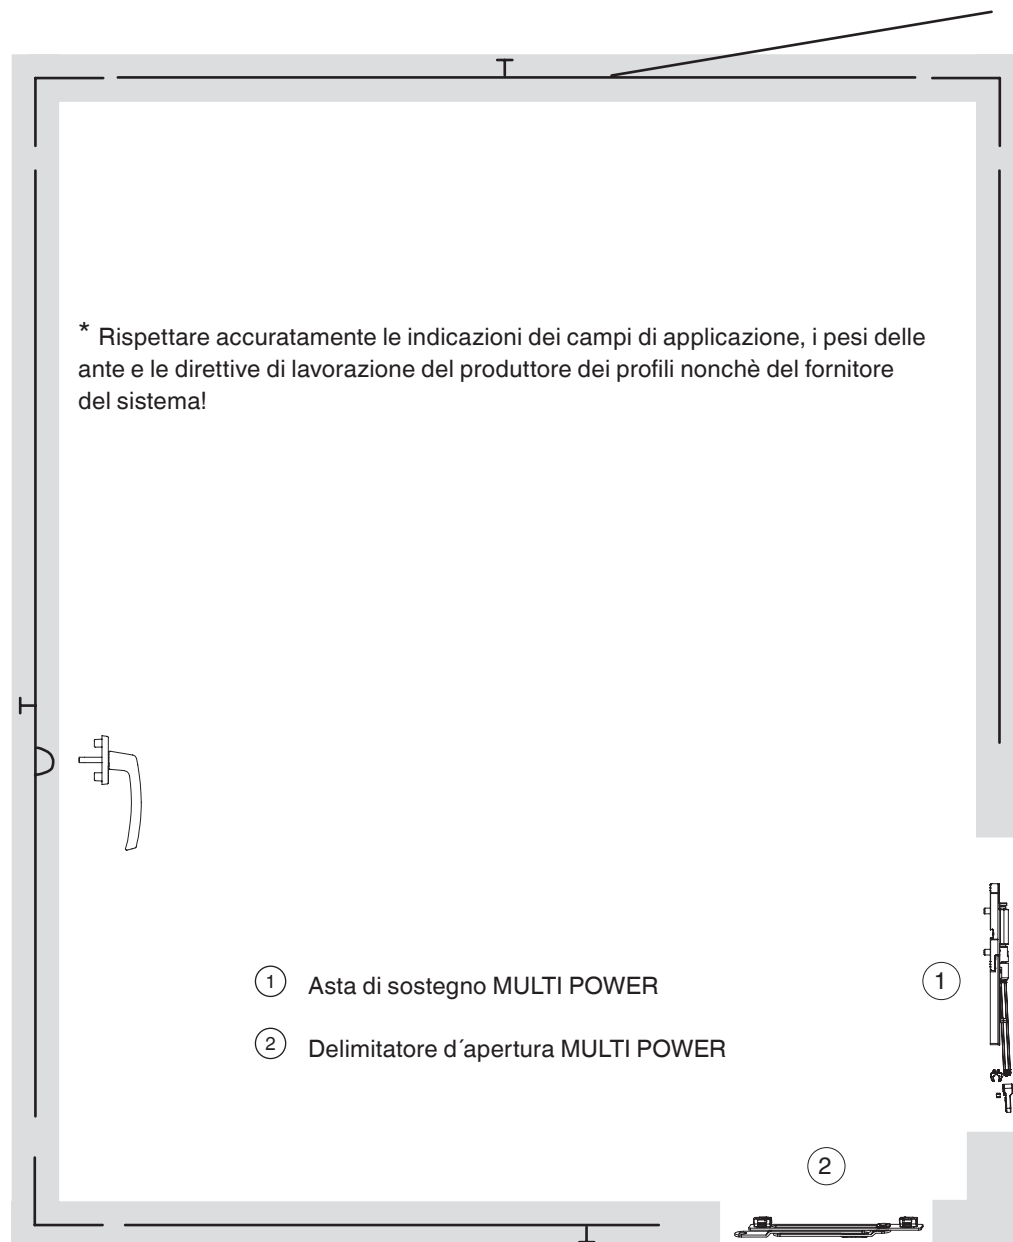 * Rispettare accuratamente le indicazioni dei campi di applicazione, i pesi delle
ante e le direttive di lavorazione del produttore dei profili nonchè del fornitore
del sistema!
1 Asta di sostegno MULTI POWER
1
2 Delimitatore d´apertura MULTI POWER
2